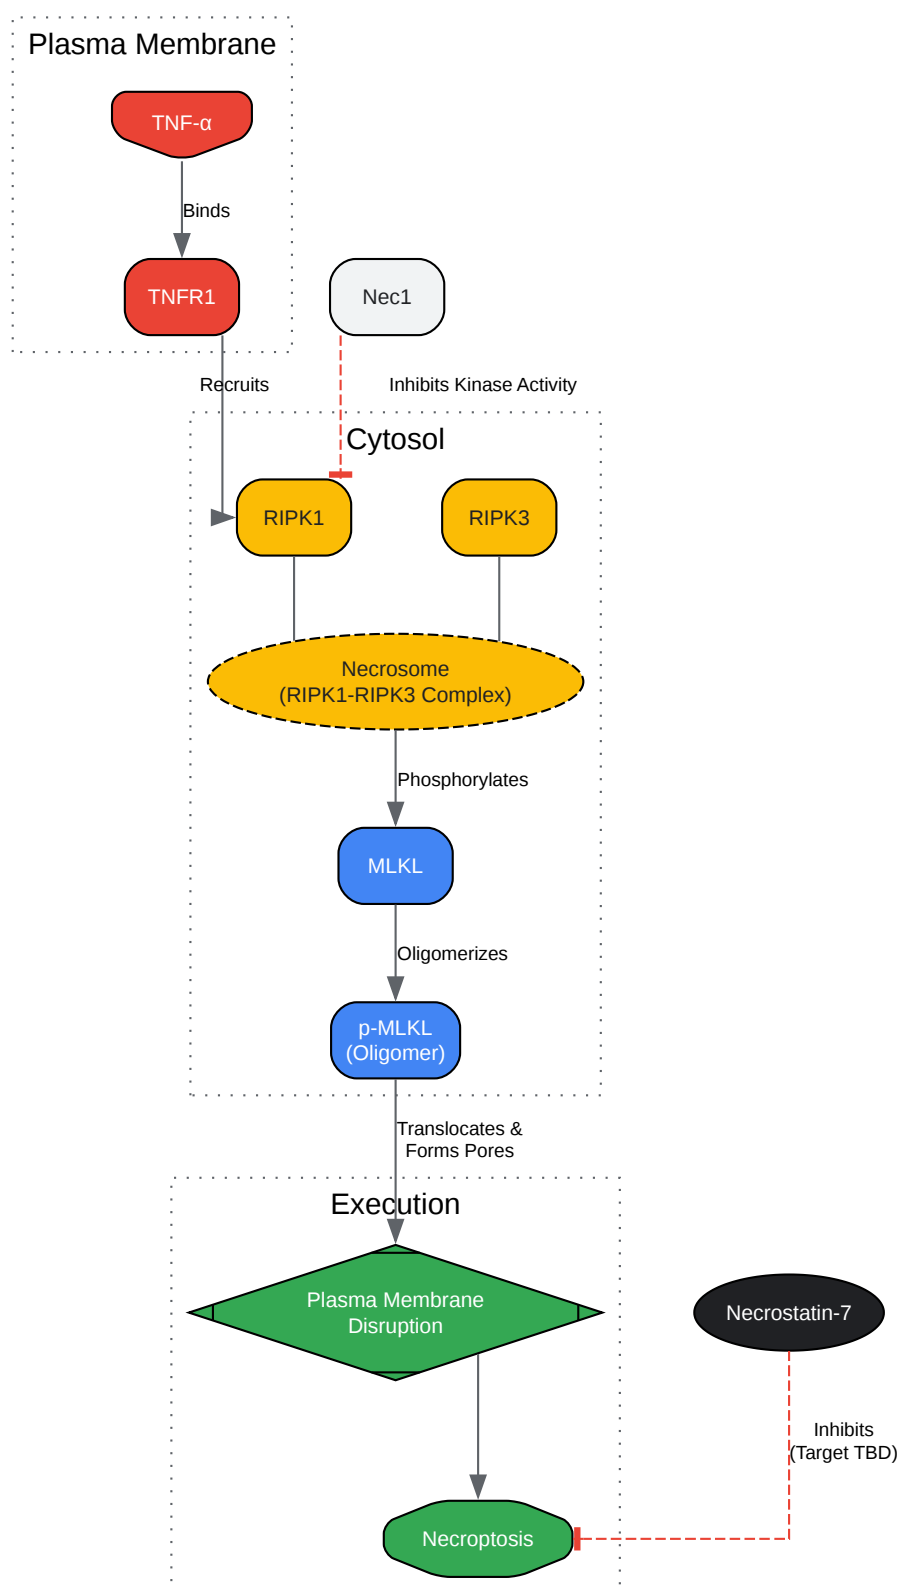 Plasma Membrane
TNF-α
Binds
TNFR1
Nec1
Recruits
Inhibits Kinase Activity
Cytosol
RIPK1
RIPK3
Necrosome
(RIPK1-RIPK3 Complex)
Phosphorylates
MLKL
Oligomerizes
p-MLKL
(Oligomer)
Translocates &
Forms Pores
Execution
Plasma Membrane
Disruption
Necrostatin-7
Inhibits
(Target TBD)
Necroptosis